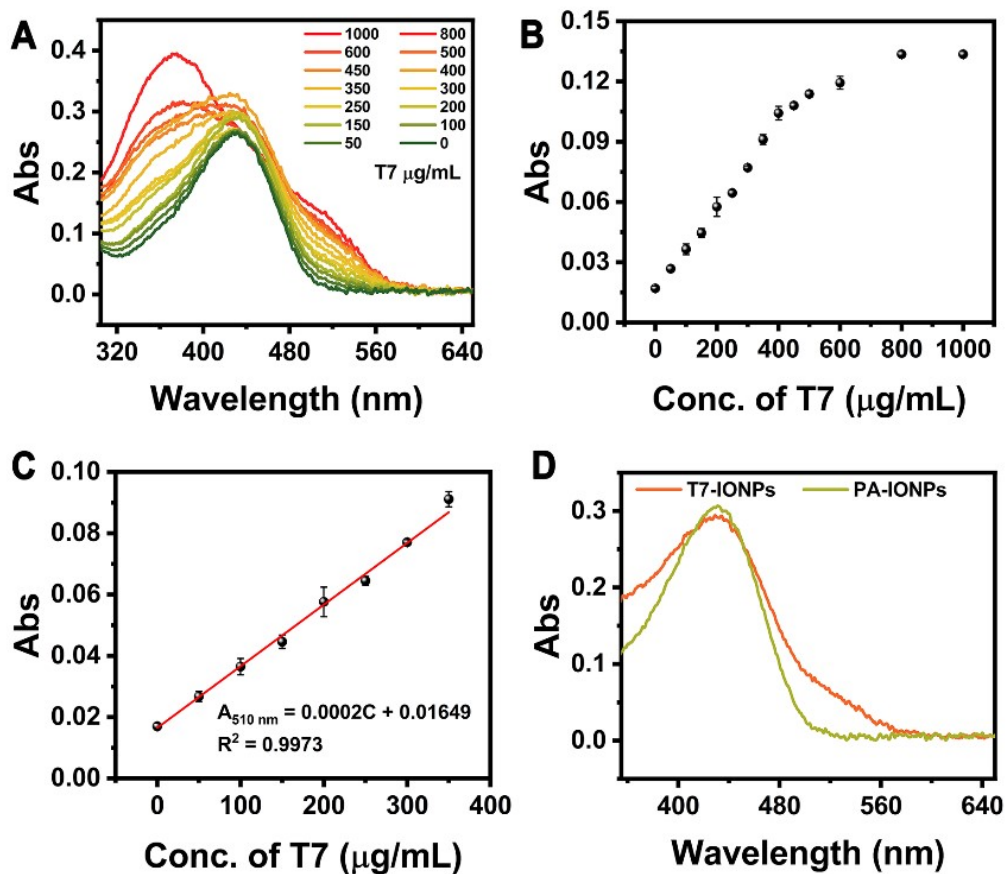 A
Abs
0.4
0.3
0.2
0.1
0.0
1000 800
600 500
450 400
350 300
250 200
150 100
50 0
T7 μg/mL
320 400 480 560 640
Wavelength (nm)
B
Abs
0.15
0.12
0.09
0.06
0.03
0.00
0 200 400 600 800 1000
Conc. of T7 (μg/mL)
C
Abs
0.10
0.08
0.06
0.04
0.02
0.00
A510 nm = 0.0002C + 0.01649
R² = 0.9973
0 100 200 300 400
Conc. of T7 (μg/mL)
D
Abs
0.3
0.2
0.1
0.0
T7-IONPs PA-IONPs
400 480 560 640
Wavelength (nm)